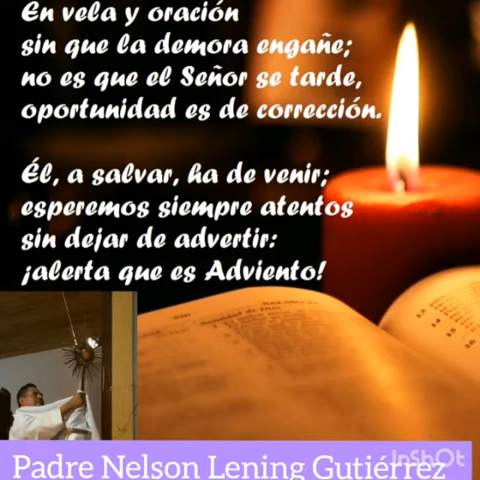 En vela y oración
sin que la demora engañe;
no es que el Señor se tarde,
oportunidad es de corrección.
Él, a salvar, ha de venir;
esperemos siempre atentos
sin dejar de advertir:
¡alerta que es Adviento!
InShOt
Padre Nelson Lening Gutiérrez